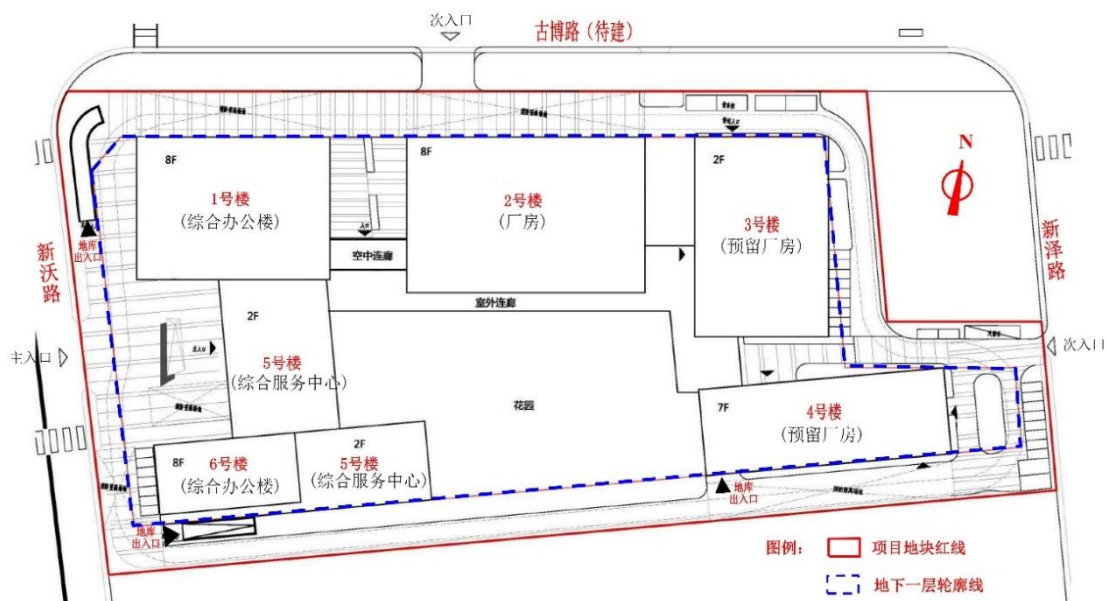 次入口
古博路（待建）
N
8F
1号楼
(综合办公楼)
8F
2号楼
(厂房)
2F
3号楼
(预留厂房)
新沃路
地库
出入口
入口
空中连廊
室外连廊
新泽路
主入口
主入口
次入口
2F
5号楼
(综合服务中心)
花园
7F
4号楼
(预留厂房)
8F
6号楼
(综合办公楼)
2F
5号楼
(综合服务中心)
地库
出入口
地库
出入口
图例：
项目地块红线
地下一层轮廓线